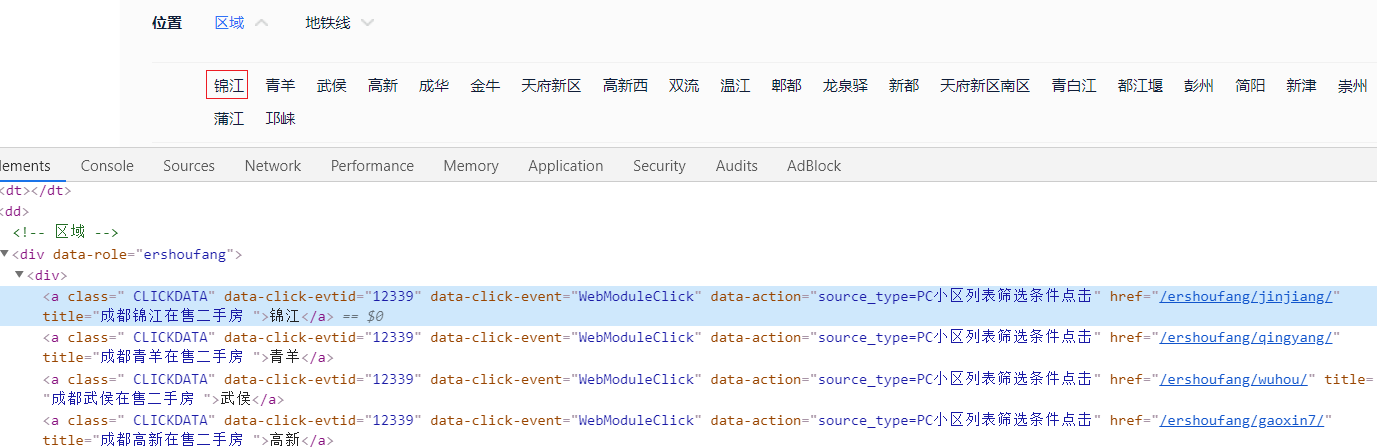 位置 区域 地铁线
锦江 青羊 武侯 高新 成华 金牛 天府新区 高新西 双流 温江 郫都 龙泉驿 新都 天府新区南区 青白江 都江堰 彭州 简阳 新津 崇州
蒲江 邛崃
lements Console Sources Network Performance Memory Application Security Audits AdBlock
<dt></dt>
<dd>
<!-- 区域 -->
<div data-role="ershoufang">
<div>
<a class=" CLICKDATA" data-click-evtid="12339" data-click-event="WebModuleClick" data-action="source_type=PC小区列表筛选条件点击" href="/ershoufang/jinjiang/"
title="成都锦江在售二手房 ">锦江</a> == $0
<a class=" CLICKDATA" data-click-evtid="12339" data-click-event="WebModuleClick" data-action="source_type=PC小区列表筛选条件点击" href="/ershoufang/qingyang/"
title="成都青羊在售二手房 ">青羊</a>
<a class=" CLICKDATA" data-click-evtid="12339" data-click-event="WebModuleClick" data-action="source_type=PC小区列表筛选条件点击" href="/ershoufang/wuhou/" title=
"成都武侯在售二手房 ">武侯</a>
<a class=" CLICKDATA" data-click-evtid="12339" data-click-event="WebModuleClick" data-action="source_type=PC小区列表筛选条件点击" href="/ershoufang/gaoxin7/"
title="成都高新在售二手房 ">高新</a>